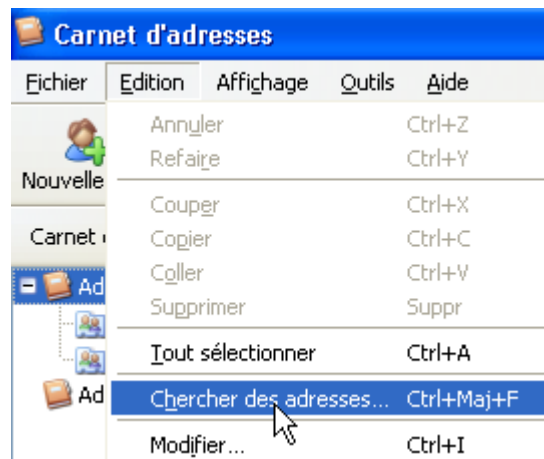 Carnet d'adresses
Fichier Edition Affichage Outils Aide
Annuler Ctrl+Z
Refaire Ctrl+Y
Nouvelle
Couper Ctrl+X
Carnet
Copier Ctrl+C
Coller Ctrl+V
Ad
Supprimer Suppr
Tout sélectionner Ctrl+A
Ad
Chercher des adresses... Ctrl+Maj+F
Modifier... Ctrl+I